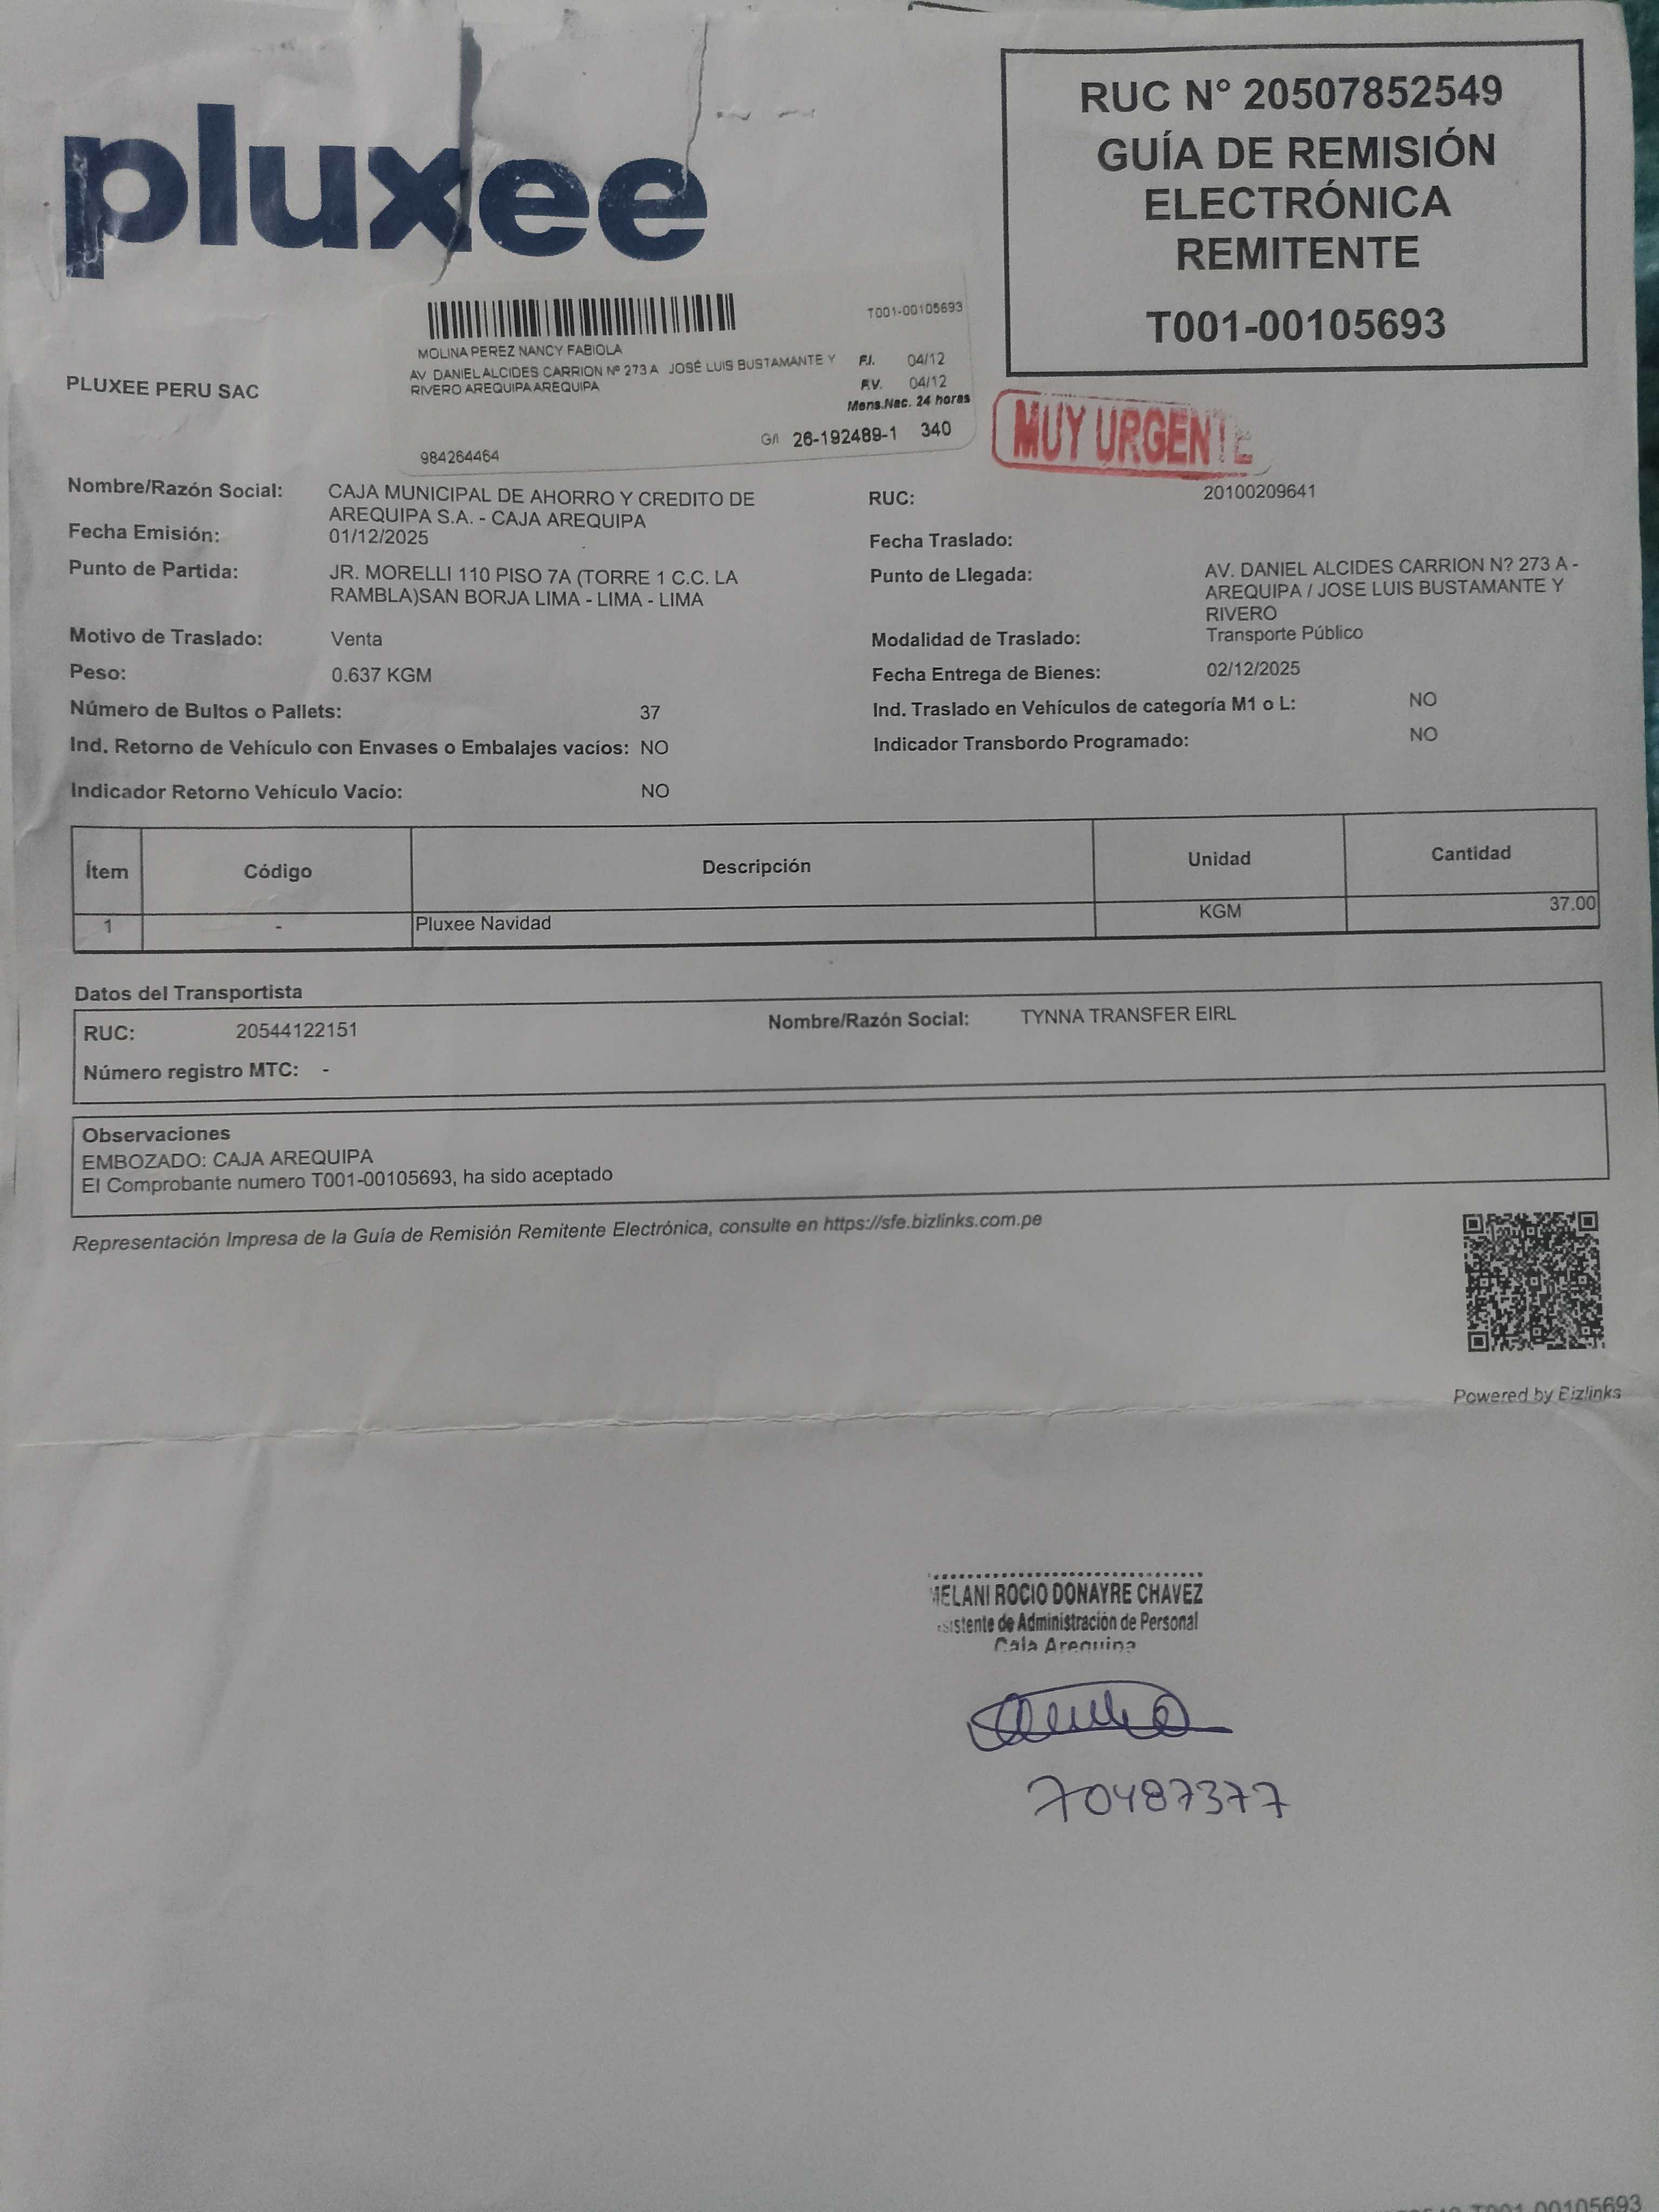 pluxee
RUC N° 20507852549
GUÍA DE REMISIÓN
ELECTRÓNICA
REMITENTE
T001-00105693
PLUXEE PERU SAC
T001-00105693
MOLINA PEREZ NANCY FABIOLA
AV DANIEL ALCIDES CARRION Nº 273 A JOSÉ LUIS BUSTAMANTE Y
RIVERO AREQUIPA AREQUIPA
F.I. 04/12
F.V. 04/12
Mens.Nac. 24 horas
G/I 26-192489-1 340
984264464
MUY URGENTE
Nombre/Razón Social: CAJA MUNICIPAL DE AHORRO Y CREDITO DE
AREQUIPA S.A. - CAJA AREQUIPA
RUC: 20100209641
Fecha Emisión: 01/12/2025
Fecha Traslado:
Punto de Partida: JR. MORELLI 110 PISO 7A (TORRE 1 C.C. LA
RAMBLA)SAN BORJA LIMA - LIMA - LIMA
Punto de Llegada: AV. DANIEL ALCIDES CARRION N? 273 A -
AREQUIPA / JOSE LUIS BUSTAMANTE Y
RIVERO
Motivo de Traslado: Venta
Modalidad de Traslado: Transporte Público
Peso: 0.637 KGM
Fecha Entrega de Bienes: 02/12/2025
Número de Bultos o Pallets: 37
Ind. Traslado en Vehículos de categoría M1 o L: NO
Ind. Retorno de Vehículo con Envases o Embalajes vacíos: NO
Indicador Transbordo Programado: NO
Indicador Retorno Vehículo Vacío: NO
Ítem Código Descripción Unidad Cantidad
1 - Pluxee Navidad KGM 37.00
Datos del Transportista
RUC: 20544122151 Nombre/Razón Social: TYNNA TRANSFER EIRL
Número registro MTC: -
Observaciones
EMBOZADO: CAJA AREQUIPA
El Comprobante numero T001-00105693, ha sido aceptado
Representación Impresa de la Guía de Remisión Remitente Electrónica, consulte en https://sfe.bizlinks.com.pe
Powered by Bizlinks
MELANI ROCIO DONAYRE CHAVEZ
istente de Administración de Personal
Caja Arequipa
70487377
T001-00105693